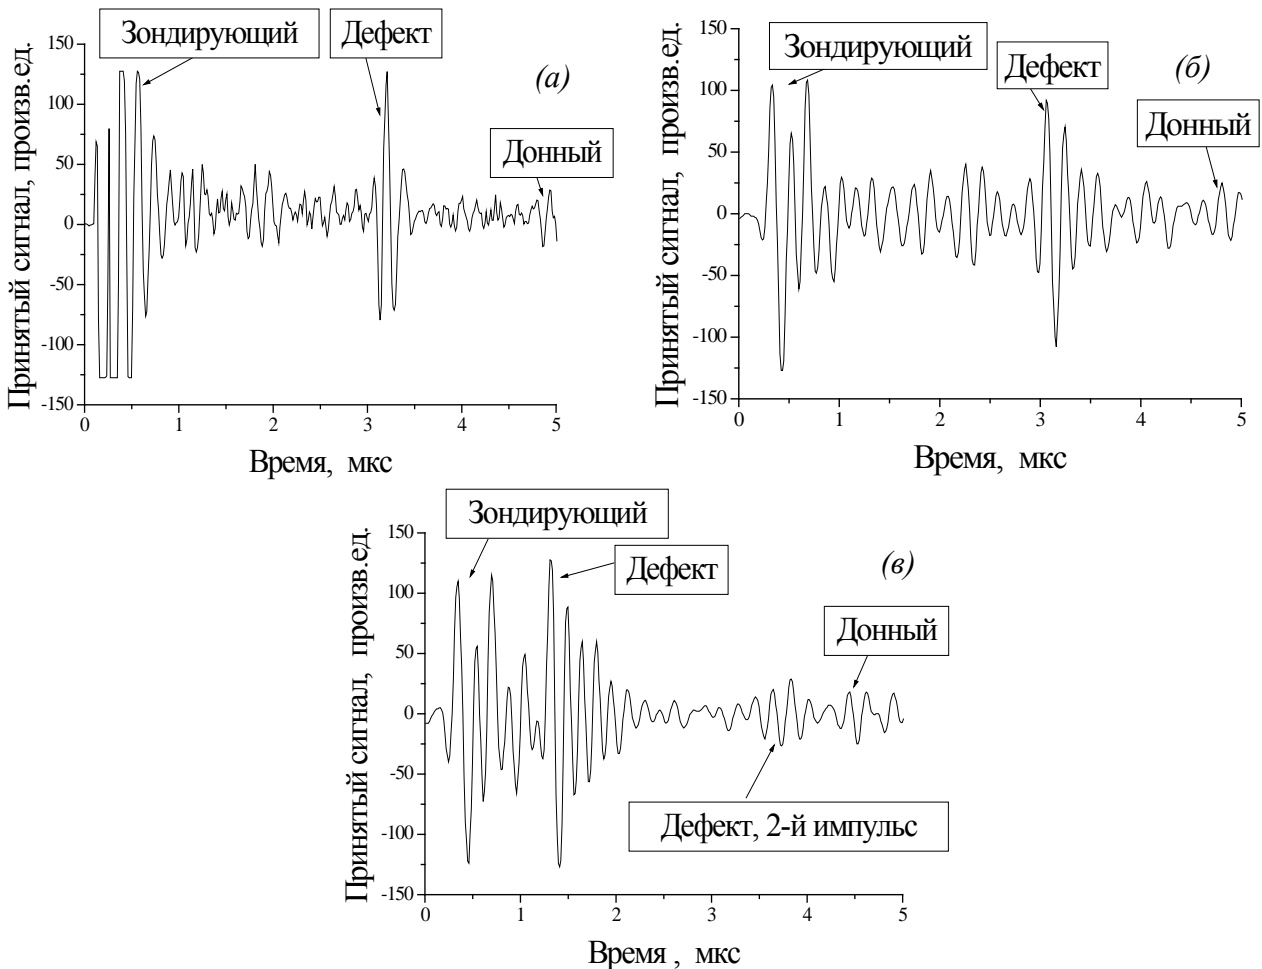 Зондирующий
Дефект
(а)
Донный
Принятый сигнал, произв.ед.
150
100
50
0
-50
-100
-150
0 1 2 3 4 5
Время, мкс
Зондирующий
Дефект
(б)
Донный
Принятый сигнал, произв.ед.
150
100
50
0
-50
-100
-150
0 1 2 3 4 5
Время, мкс
Зондирующий
Дефект
(в)
Донный
Дефект, 2-й импульс
Принятый сигнал, произв.ед.
150
100
50
0
-50
-100
-150
0 1 2 3 4 5
Время , мкс